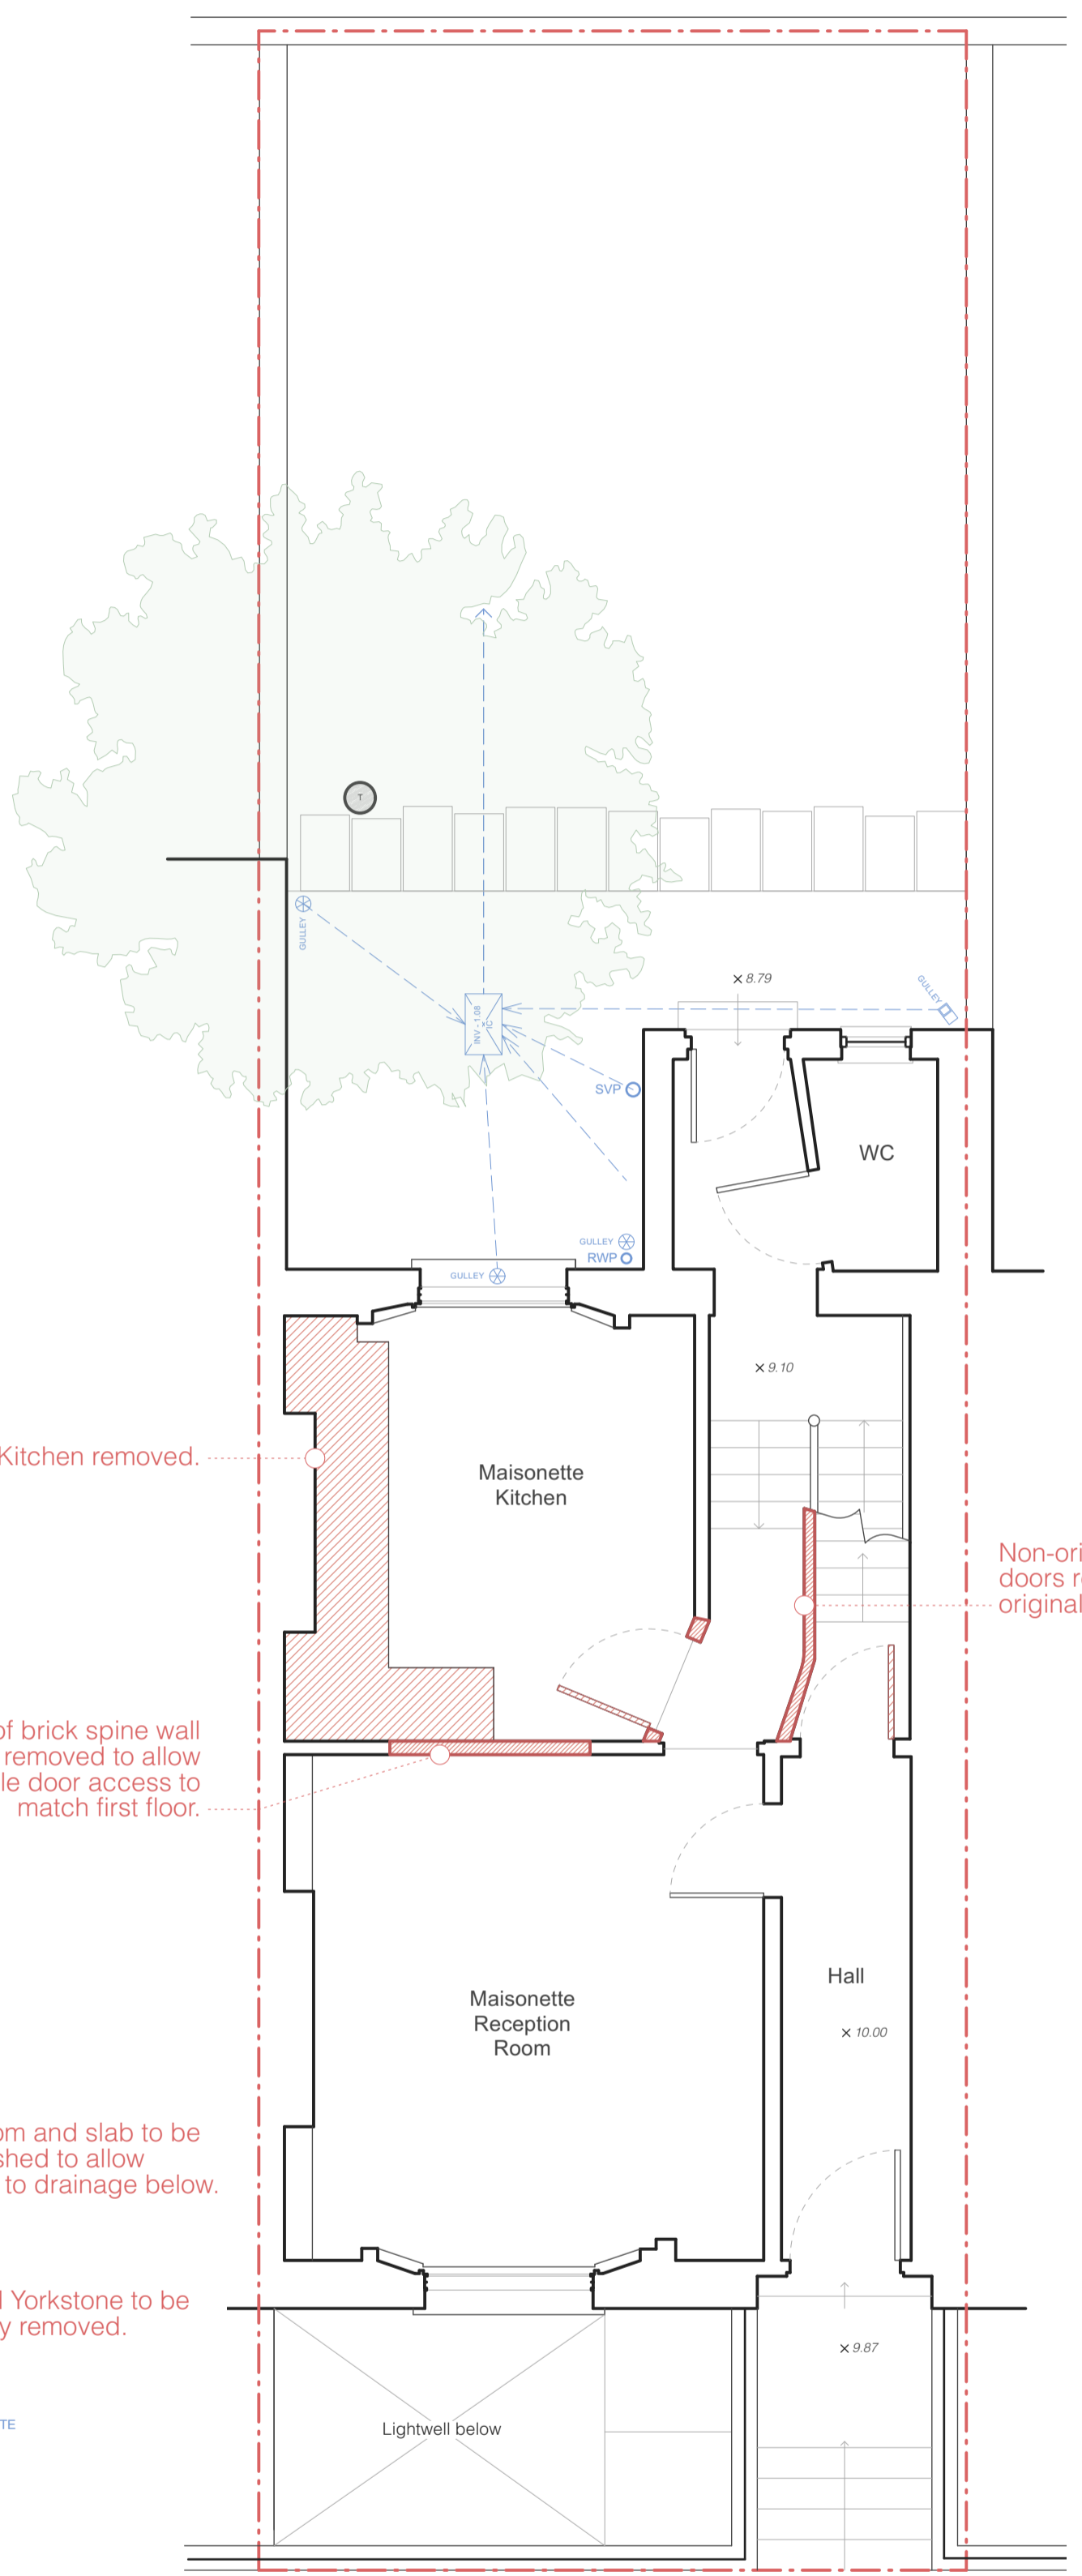 T
GULLEY
8.79
GULLEY
INV - 1.08
IC
SVP
WC
GULLEY
RWP
GULLEY
9.10
Kitchen removed.
Maisonette
Kitchen
Non-ori
doors r
original
of brick spine wall
removed to allow
le door access to
match first floor.
Hall
Maisonette
Reception
Room
10.00
om and slab to be
shed to allow
to drainage below.
l Yorkstone to be
y removed.
9.87
TE
Lightwell below